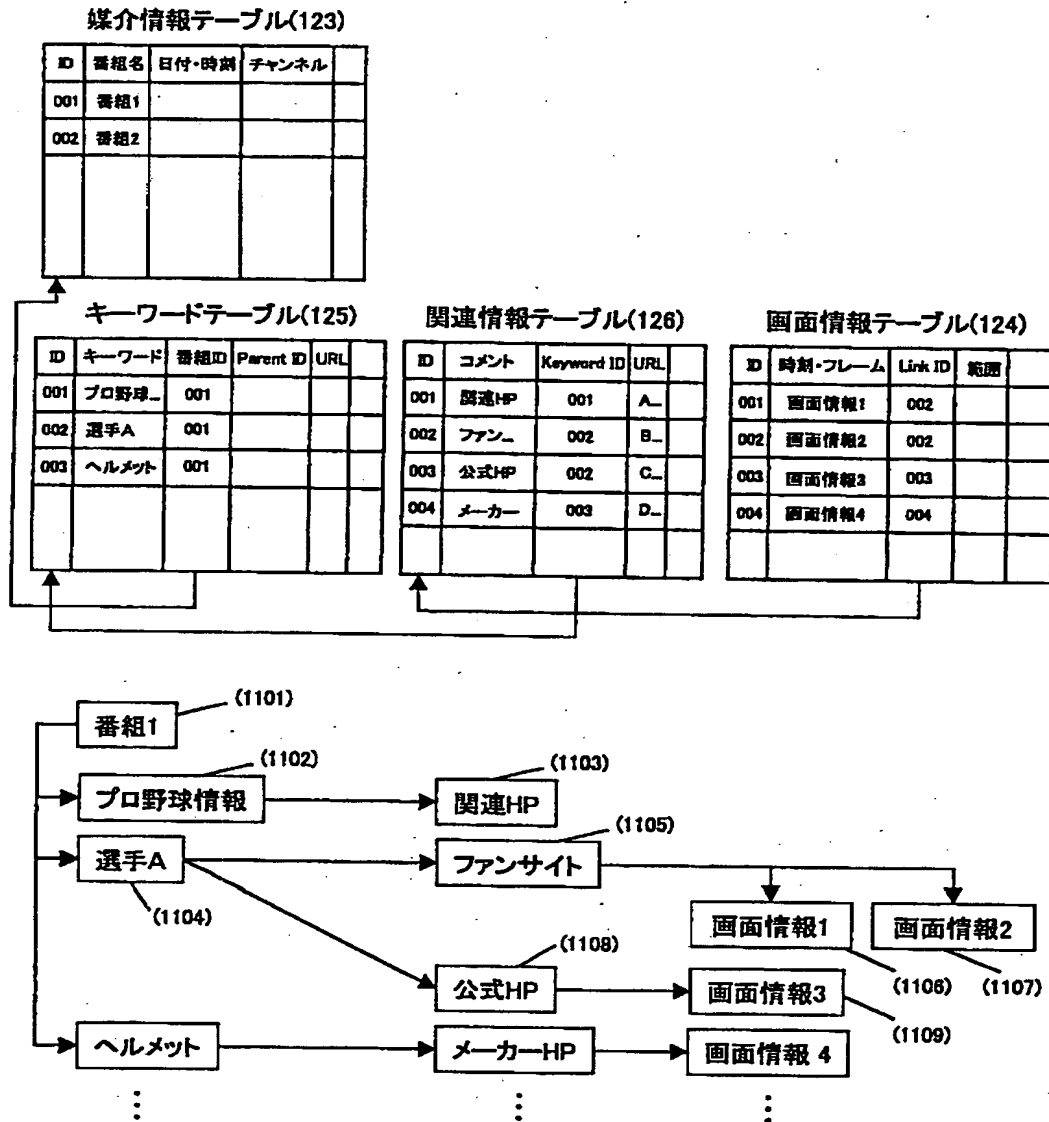 媒介情報テーブル(123)
ID 番組名 日付・時刻 チャンネル
001 番組1
002 番組2
キーワードテーブル(125)
ID キーワード 番組ID Parent ID URL
001 プロ野球... 001
002 選手A 001
003 ヘルメット 001
関連情報テーブル(126)
ID コメント Keyword ID URL
001 関連HP 001 A...
002 ファン... 002 B...
003 公式HP 002 C...
004 メーカー 003 D...
画面情報テーブル(124)
ID 時刻・フレーム Link ID 範囲
001 画面情報1 002
002 画面情報2 002
003 画面情報3 003
004 画面情報4 004
番組1 (1101)
プロ野球情報 (1102)
関連HP (1103)
選手A (1104)
ファンサイト (1105)
画面情報1 (1106)
画面情報2 (1107)
公式HP (1108)
画面情報3 (1109)
ヘルメット
メーカーHP
画面情報 4